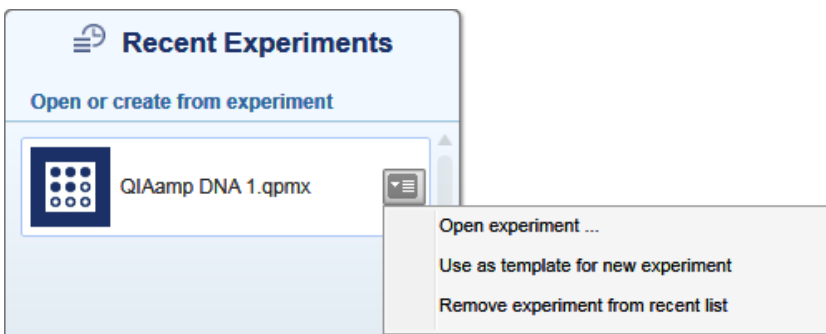 Recent Experiments
Open or create from experiment
QIAamp DNA 1.qpmx
Open experiment ...
Use as template for new experiment
Remove experiment from recent list